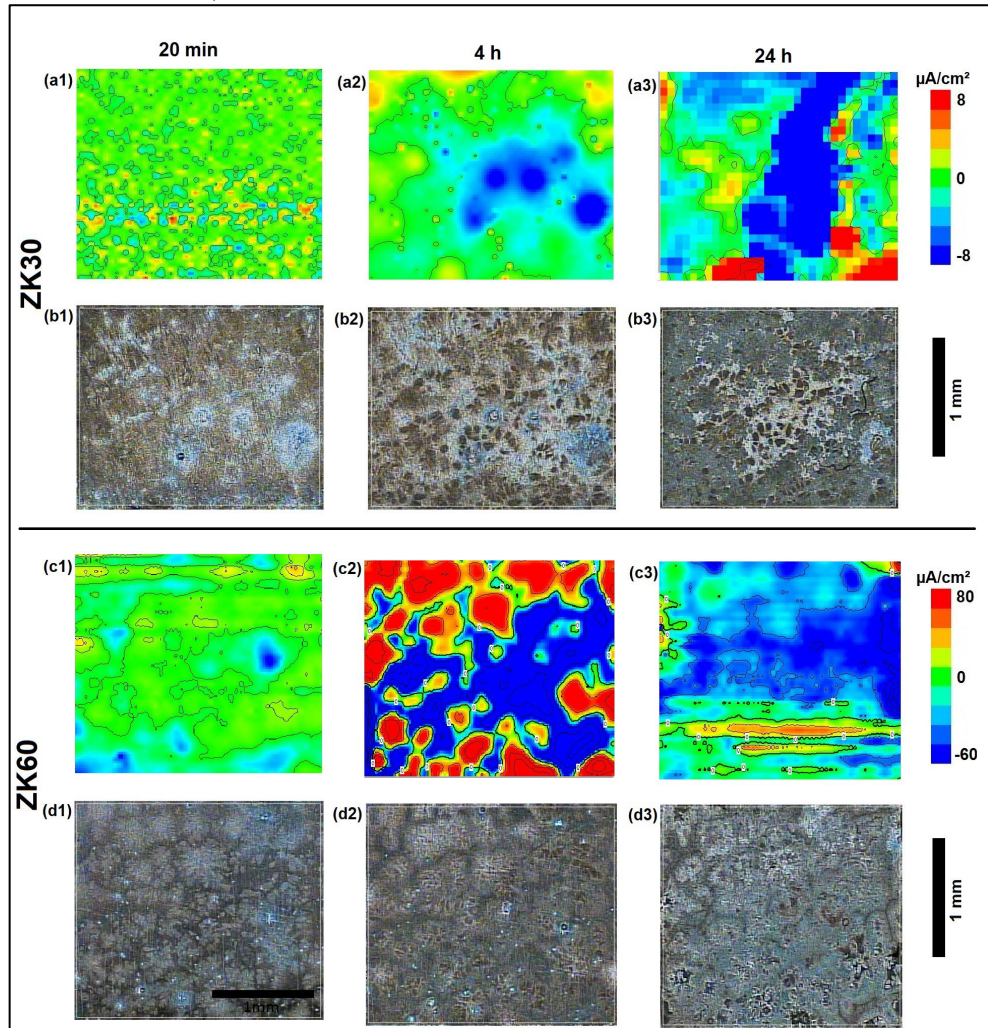 20 min
4 h
24 h
(a1)
(a2)
(a3)
µA/cm²
8
0
-8
ZK30
(b1)
(b2)
(b3)
1 mm
(c1)
(c2)
(c3)
µA/cm²
80
0
-60
ZK60
(d1)
(d2)
(d3)
1mm
1 mm